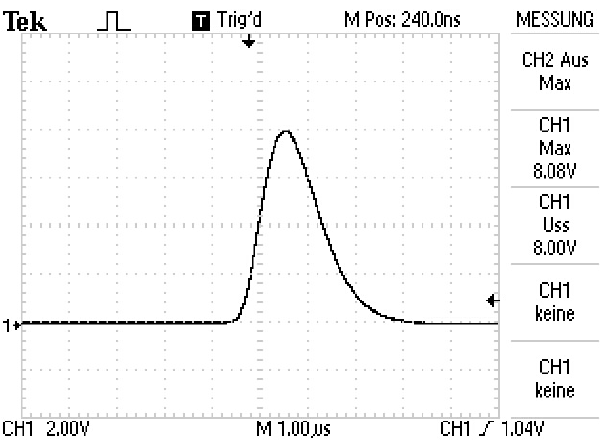 Tek T Trig'd M Pos: 240.0ns MESSUNG
CH2 Aus
Max
CH1
Max
8.08V
CH1
Uss
8.00V
CH1
keine
CH1
keine
1
CH1 2.00V M 1.00µs CH1 1.04V